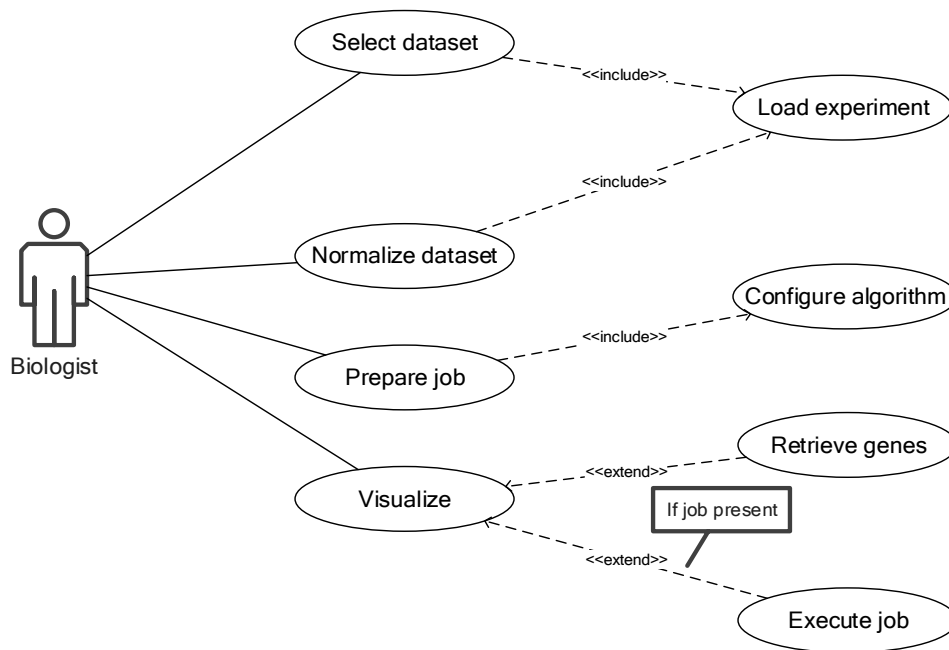 Select dataset
<<include>>
Load experiment
<<include>>
Normalize dataset
Configure algorithm
<<include>>
Biologist
Prepare job
Retrieve genes
<<extend>>
Visualize
If job present
<<extend>>
Execute job